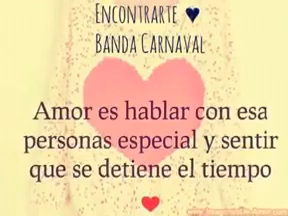 Encontrarte ♥
Banda Carnaval
Amor es hablar con esa
personas especial y sentir
que se detiene el tiempo
♥